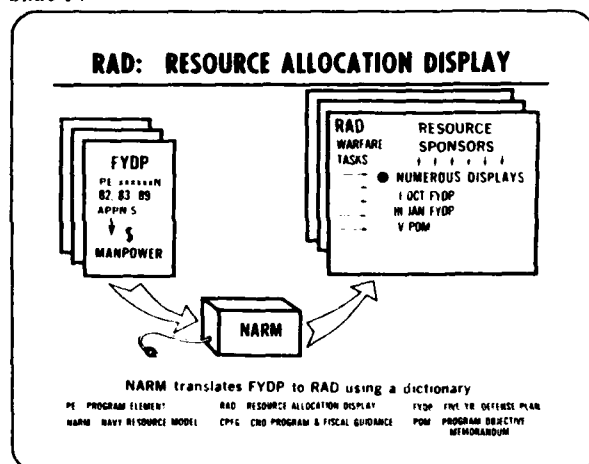 RAD: RESOURCE ALLOCATION DISPLAY
FYDP
PE xxxxxxN
82, 83 89
APPN S
$
MANPOWER
RAD
WARFARE
TASKS
RESOURCE
SPONSORS
NUMEROUS DISPLAYS
I OCT FYDP
JAN FYDP
V POM
NARM
NARM translates FYDP to RAD using a dictionary
PE PROGRAM ELEMENT RAD RESOURCE ALLOCATION DISPLAY FYDP FIVE YR DEFENSE PLAN
NARM NAVY RESOURCE MODEL CPFG CNO PROGRAM & FISCAL GUIDANCE POM PROGRAM OBJECTIVE
MEMORANDUM